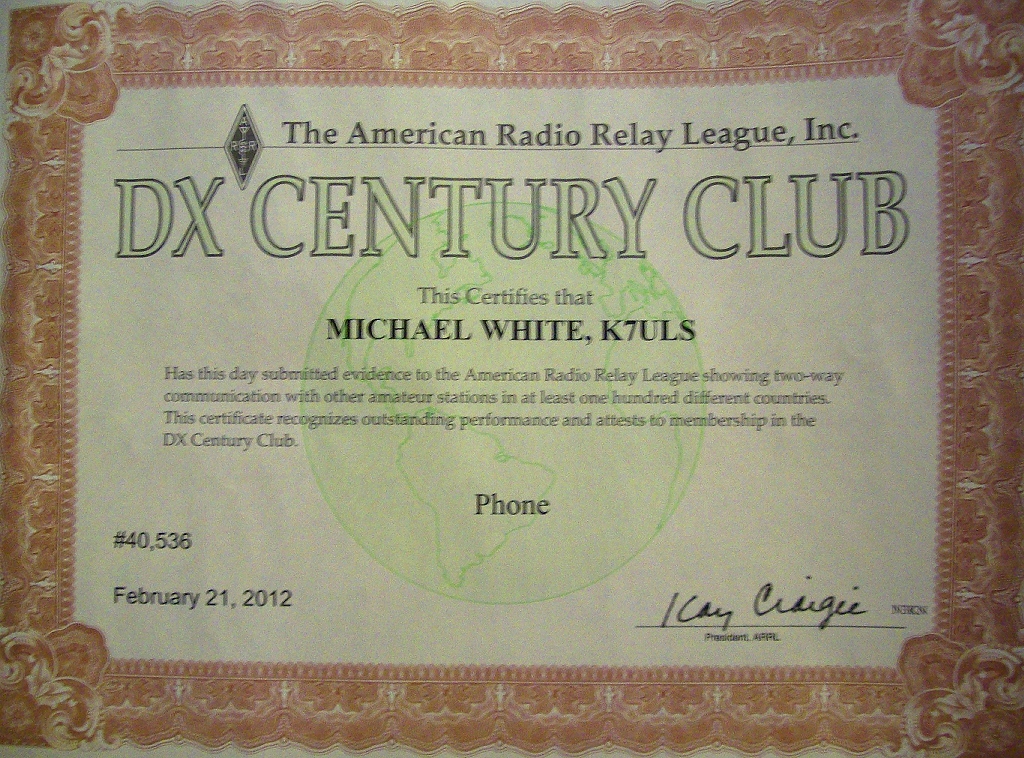 The American Radio Relay League, Inc.
DX CENTURY CLUB
This Certifies that
MICHAEL WHITE, K7ULS
Has this day submitted evidence to the American Radio Relay League showing two-way
communication with other amateur stations in at least one hundred different countries.
This certificate recognizes outstanding performance and attests to membership in the
DX Century Club.
Phone
#40,536
February 21, 2012
Kay Craigie
President, ARRL